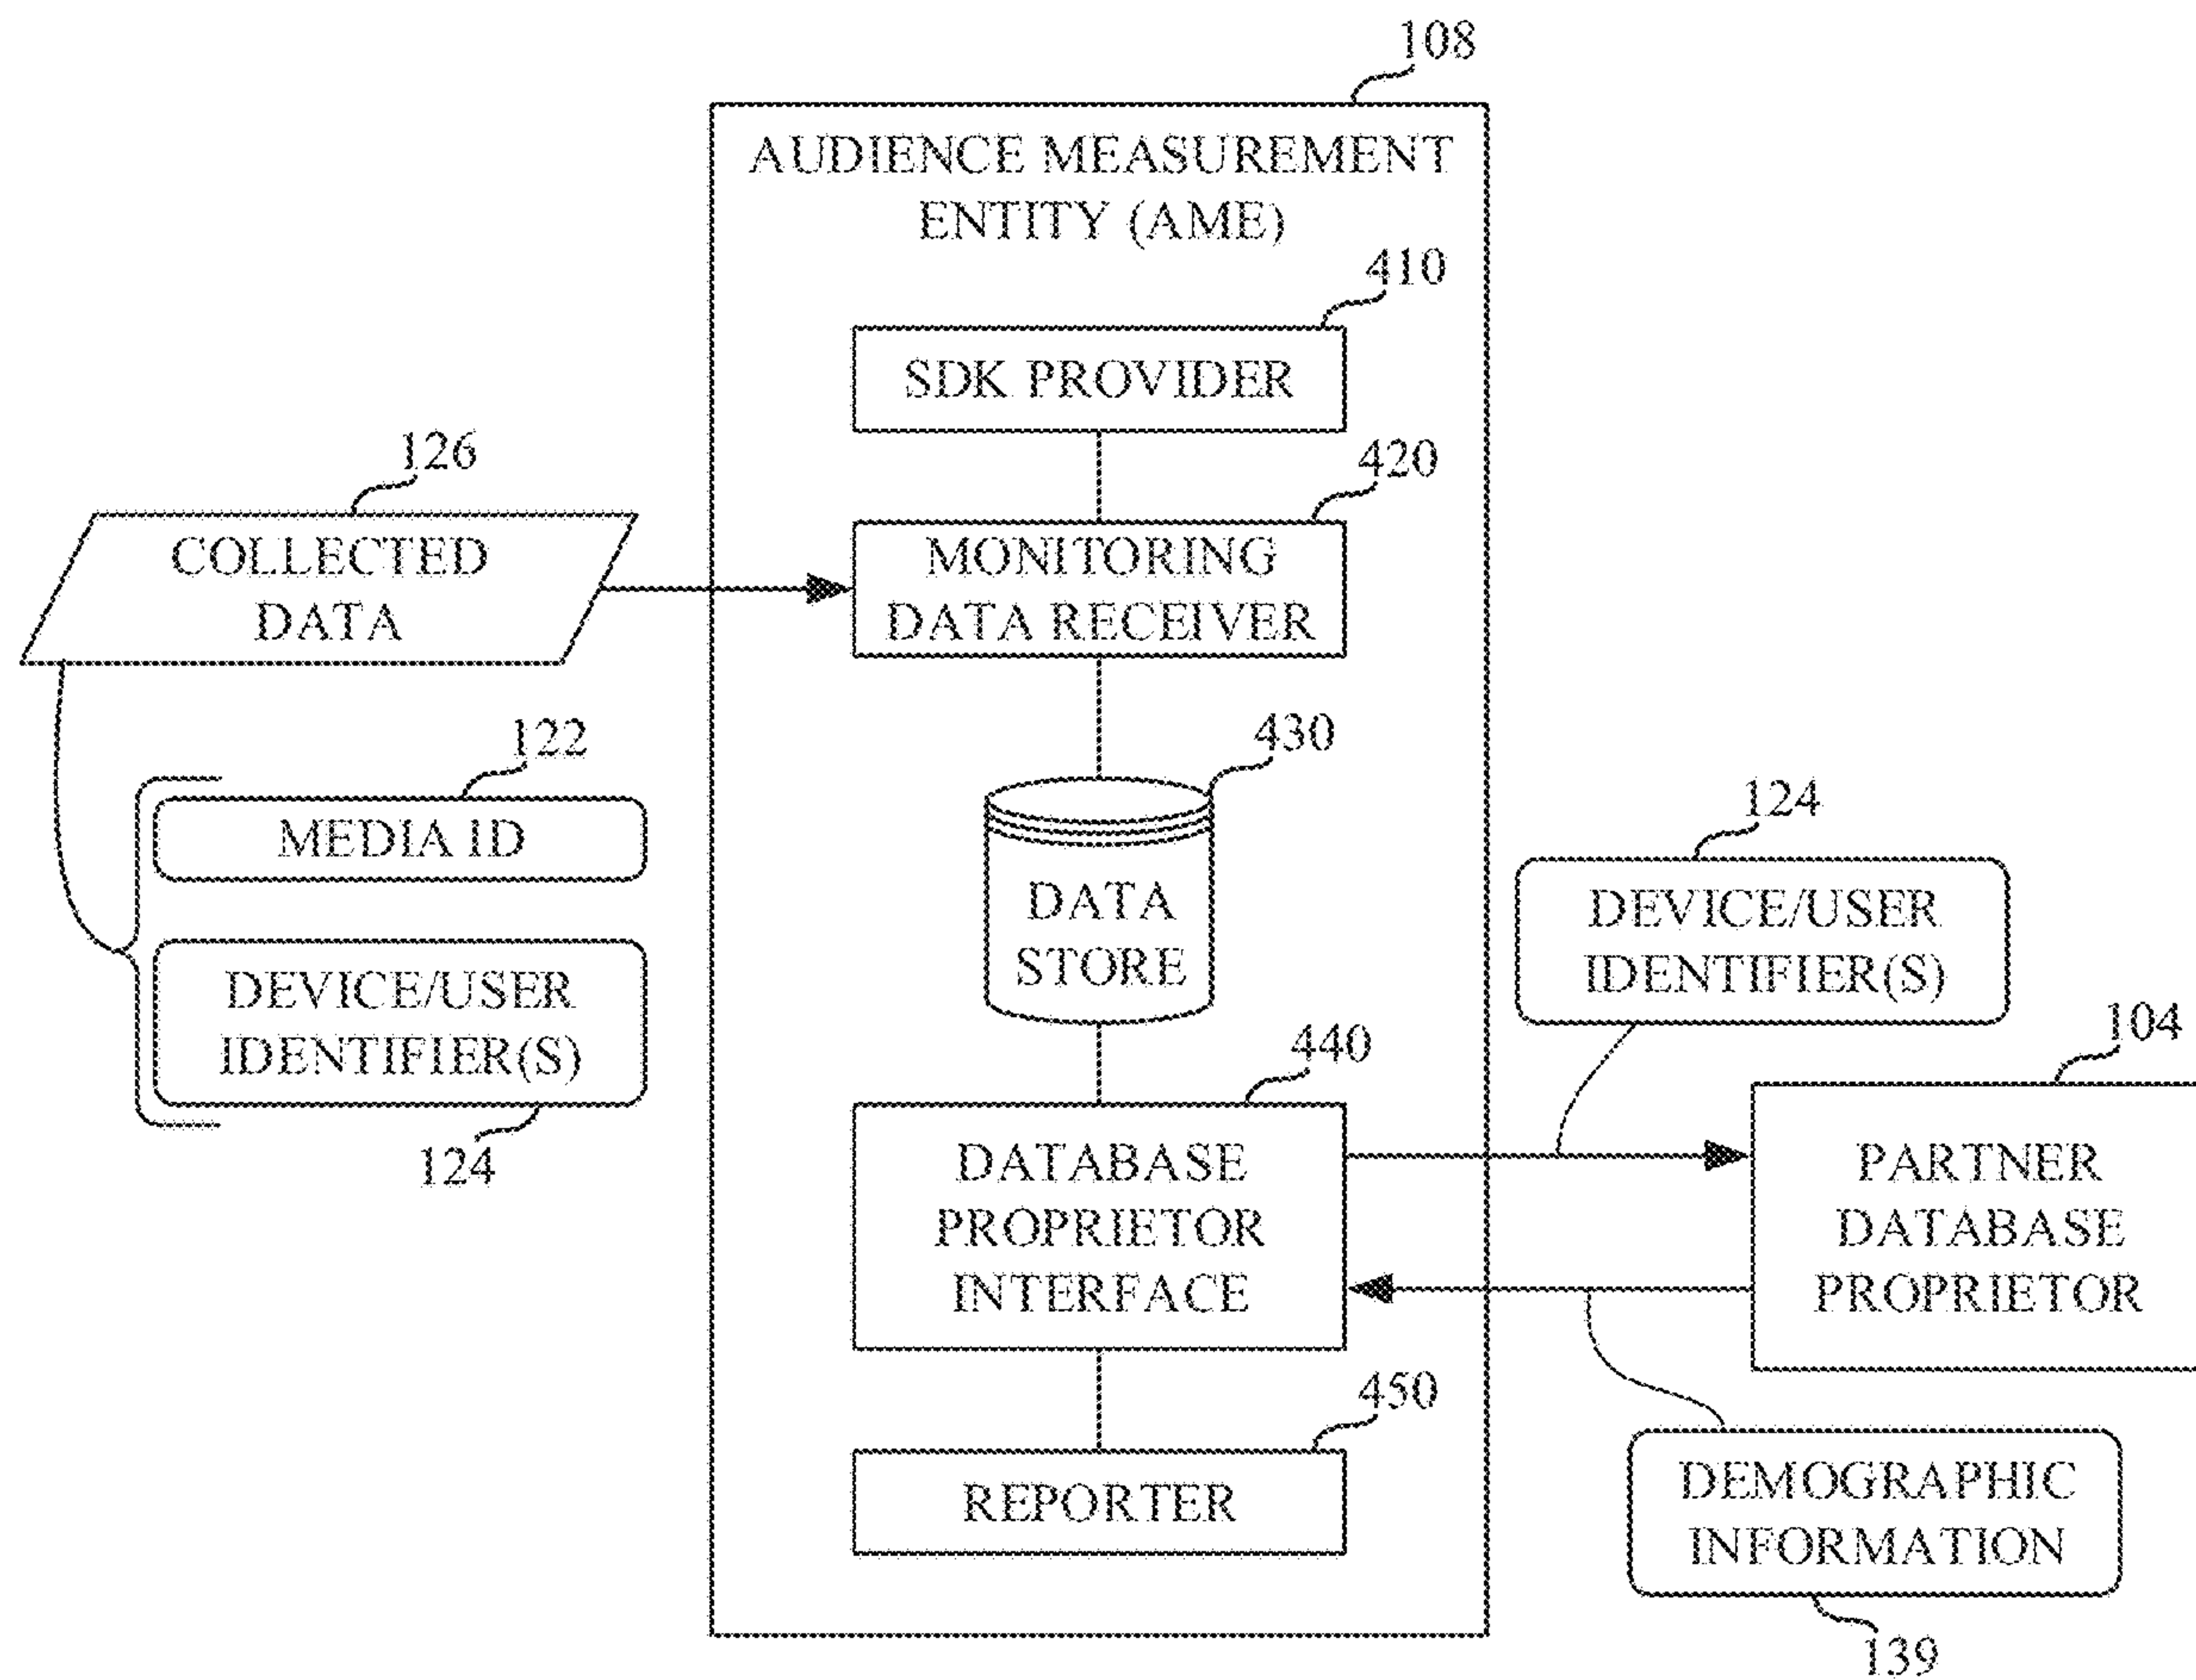 108
AUDIENCE MEASUREMENT
ENTITY (AME)
410
SDK PROVIDER
126
COLLECTED
DATA
420
MONITORING
DATA RECEIVER
122
MEDIA ID
DEVICE/USER
IDENTIFIER(S)
124
430
DATA
STORE
124
DEVICE/USER
IDENTIFIER(S)
440
DATABASE
PROPRIETOR
INTERFACE
104
PARTNER
DATABASE
PROPRIETOR
450
REPORTER
DEMOGRAPHIC
INFORMATION
139